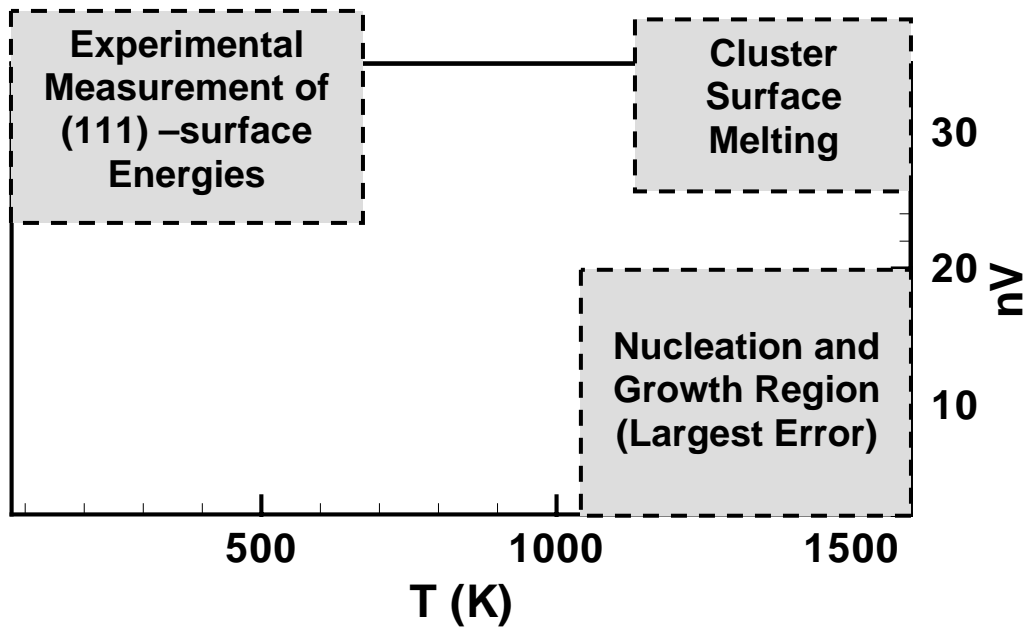 Experimental
Measurement of
(111) –surface
Energies
Cluster
Surface
Melting
Nucleation and
Growth Region
(Largest Error)
30
20
10
nV
500
1000
1500
T (K)